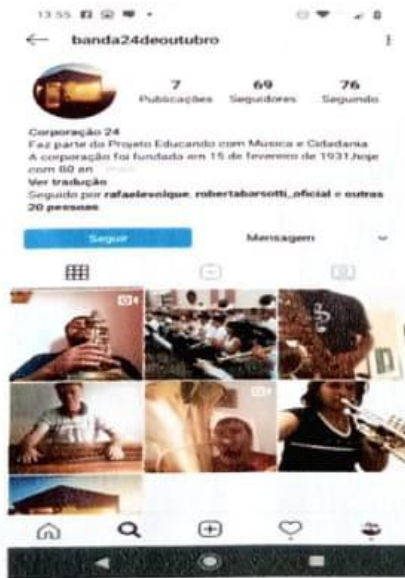 13:55
banda24deoutubro
7 69 76
Publicações Seguidores Seguindo
Corporação 24
Faz parte do Projeto Educando com Musica e Cidadania
A corporação foi fundada em 15 de fevereiro de 1931,hoje
com 80 an
Ver tradução
Seguido por rafaelevolque, robertabarsotti_oficial e outras
20 pessoas
Seguir Mensagem